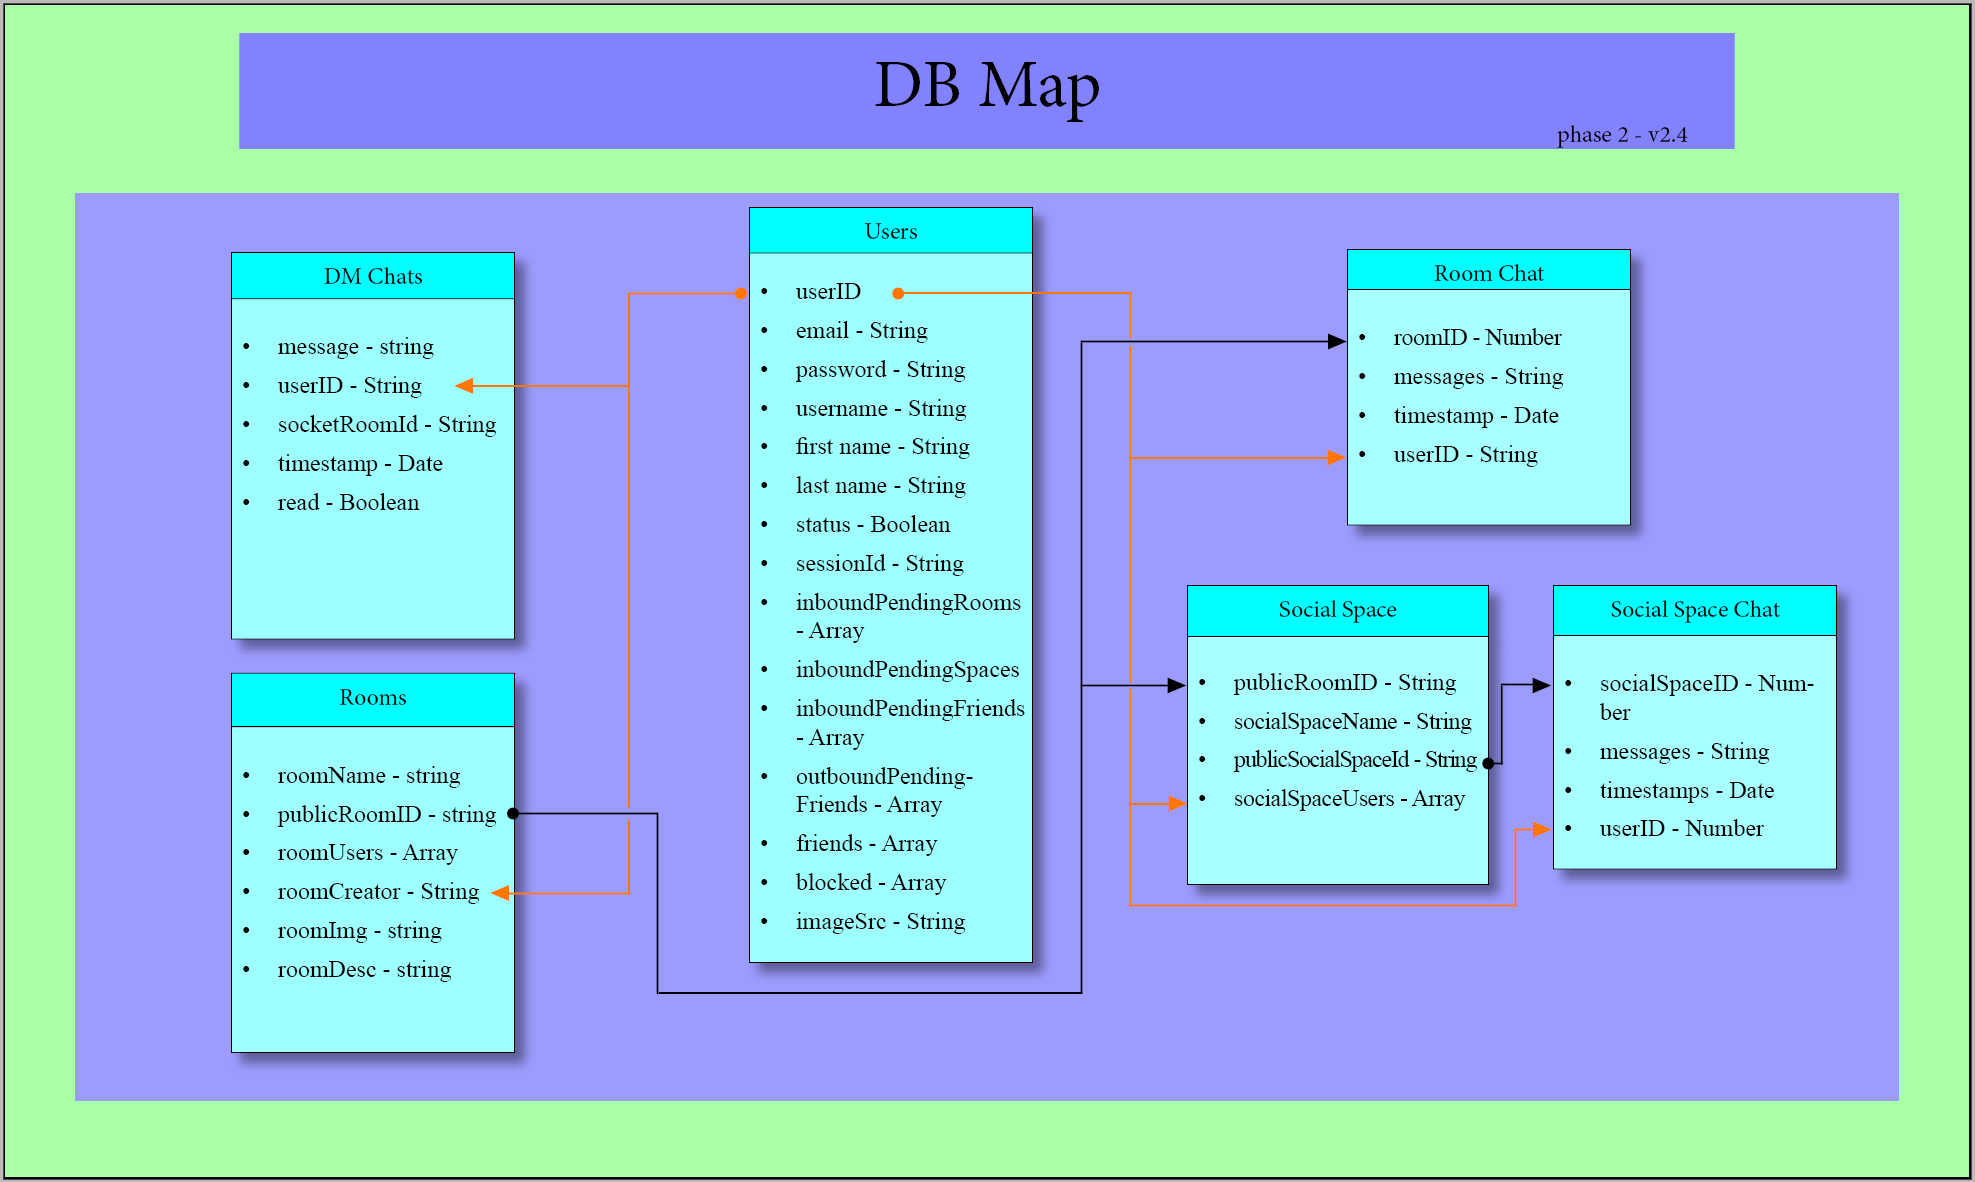 DB Map
phase 2 - v2.4
DM Chats
• message - string
• userID - String
• socketRoomId - String
• timestamp - Date
• read - Boolean
Rooms
• roomName - string
• publicRoomID - string
• roomUsers - Array
• roomCreator - String
• roomImg - string
• roomDesc - string
Users
• userID
• email - String
• password - String
• username - String
• first name - String
• last name - String
• status - Boolean
• sessionId - String
• inboundPendingRooms
- Array
• inboundPendingSpaces
• inboundPendingFriends
- Array
• outboundPending-
Friends - Array
• friends - Array
• blocked - Array
• imageSrc - String
Room Chat
• roomID - Number
• messages - String
• timestamp - Date
• userID - String
Social Space
• publicRoomID - String
• socialSpaceName - String
• publicSocialSpaceId - String
• socialSpaceUsers - Array
Social Space Chat
• socialSpaceID - Num-
ber
• messages - String
• timestamps - Date
• userID - Number